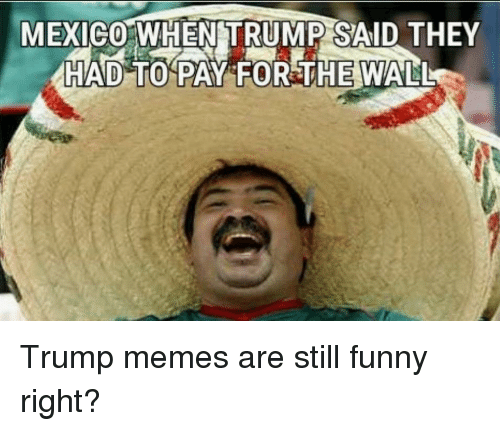 MEXICO WHEN TRUMP SAID THEY
HAD TO PAY FOR THE WALL
Trump memes are still funny
right?